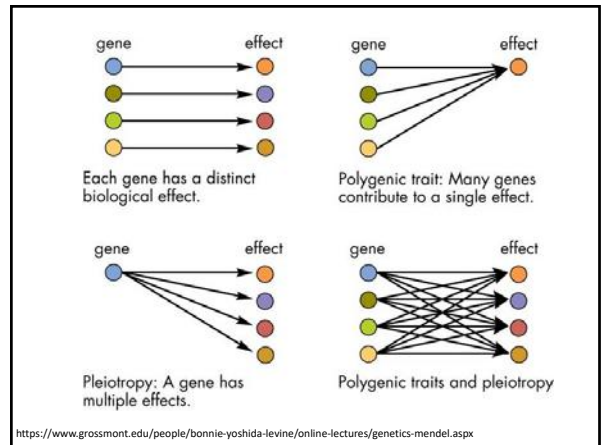 gene effect
Each gene has a distinct
biological effect.
gene effect
Polygenic trait: Many genes
contribute to a single effect.
gene effect
Pleiotropy: A gene has
multiple effects.
gene effect
Polygenic traits and pleiotropy
https://www.grossmont.edu/people/bonnie-yoshida-levine/online-lectures/genetics-mendel.aspx